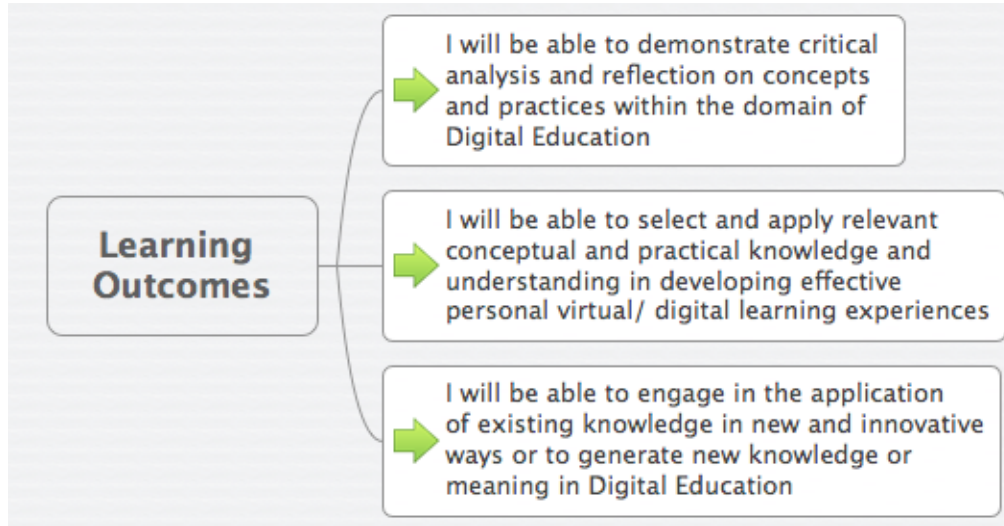 Learning
Outcomes
I will be able to demonstrate critical
analysis and reflection on concepts
and practices within the domain of
Digital Education
I will be able to select and apply relevant
conceptual and practical knowledge and
understanding in developing effective
personal virtual/ digital learning experiences
I will be able to engage in the application
of existing knowledge in new and innovative
ways or to generate new knowledge or
meaning in Digital Education